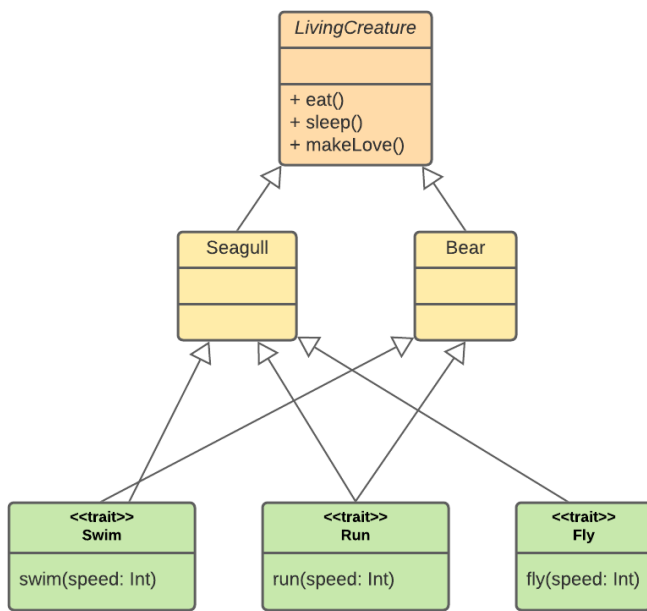 LivingCreature
+ eat()
+ sleep()
+ makeLove()
Seagull
Bear
<<trait>>
Swim
swim(speed: Int)
<<trait>>
Run
run(speed: Int)
<<trait>>
Fly
fly(speed: Int)